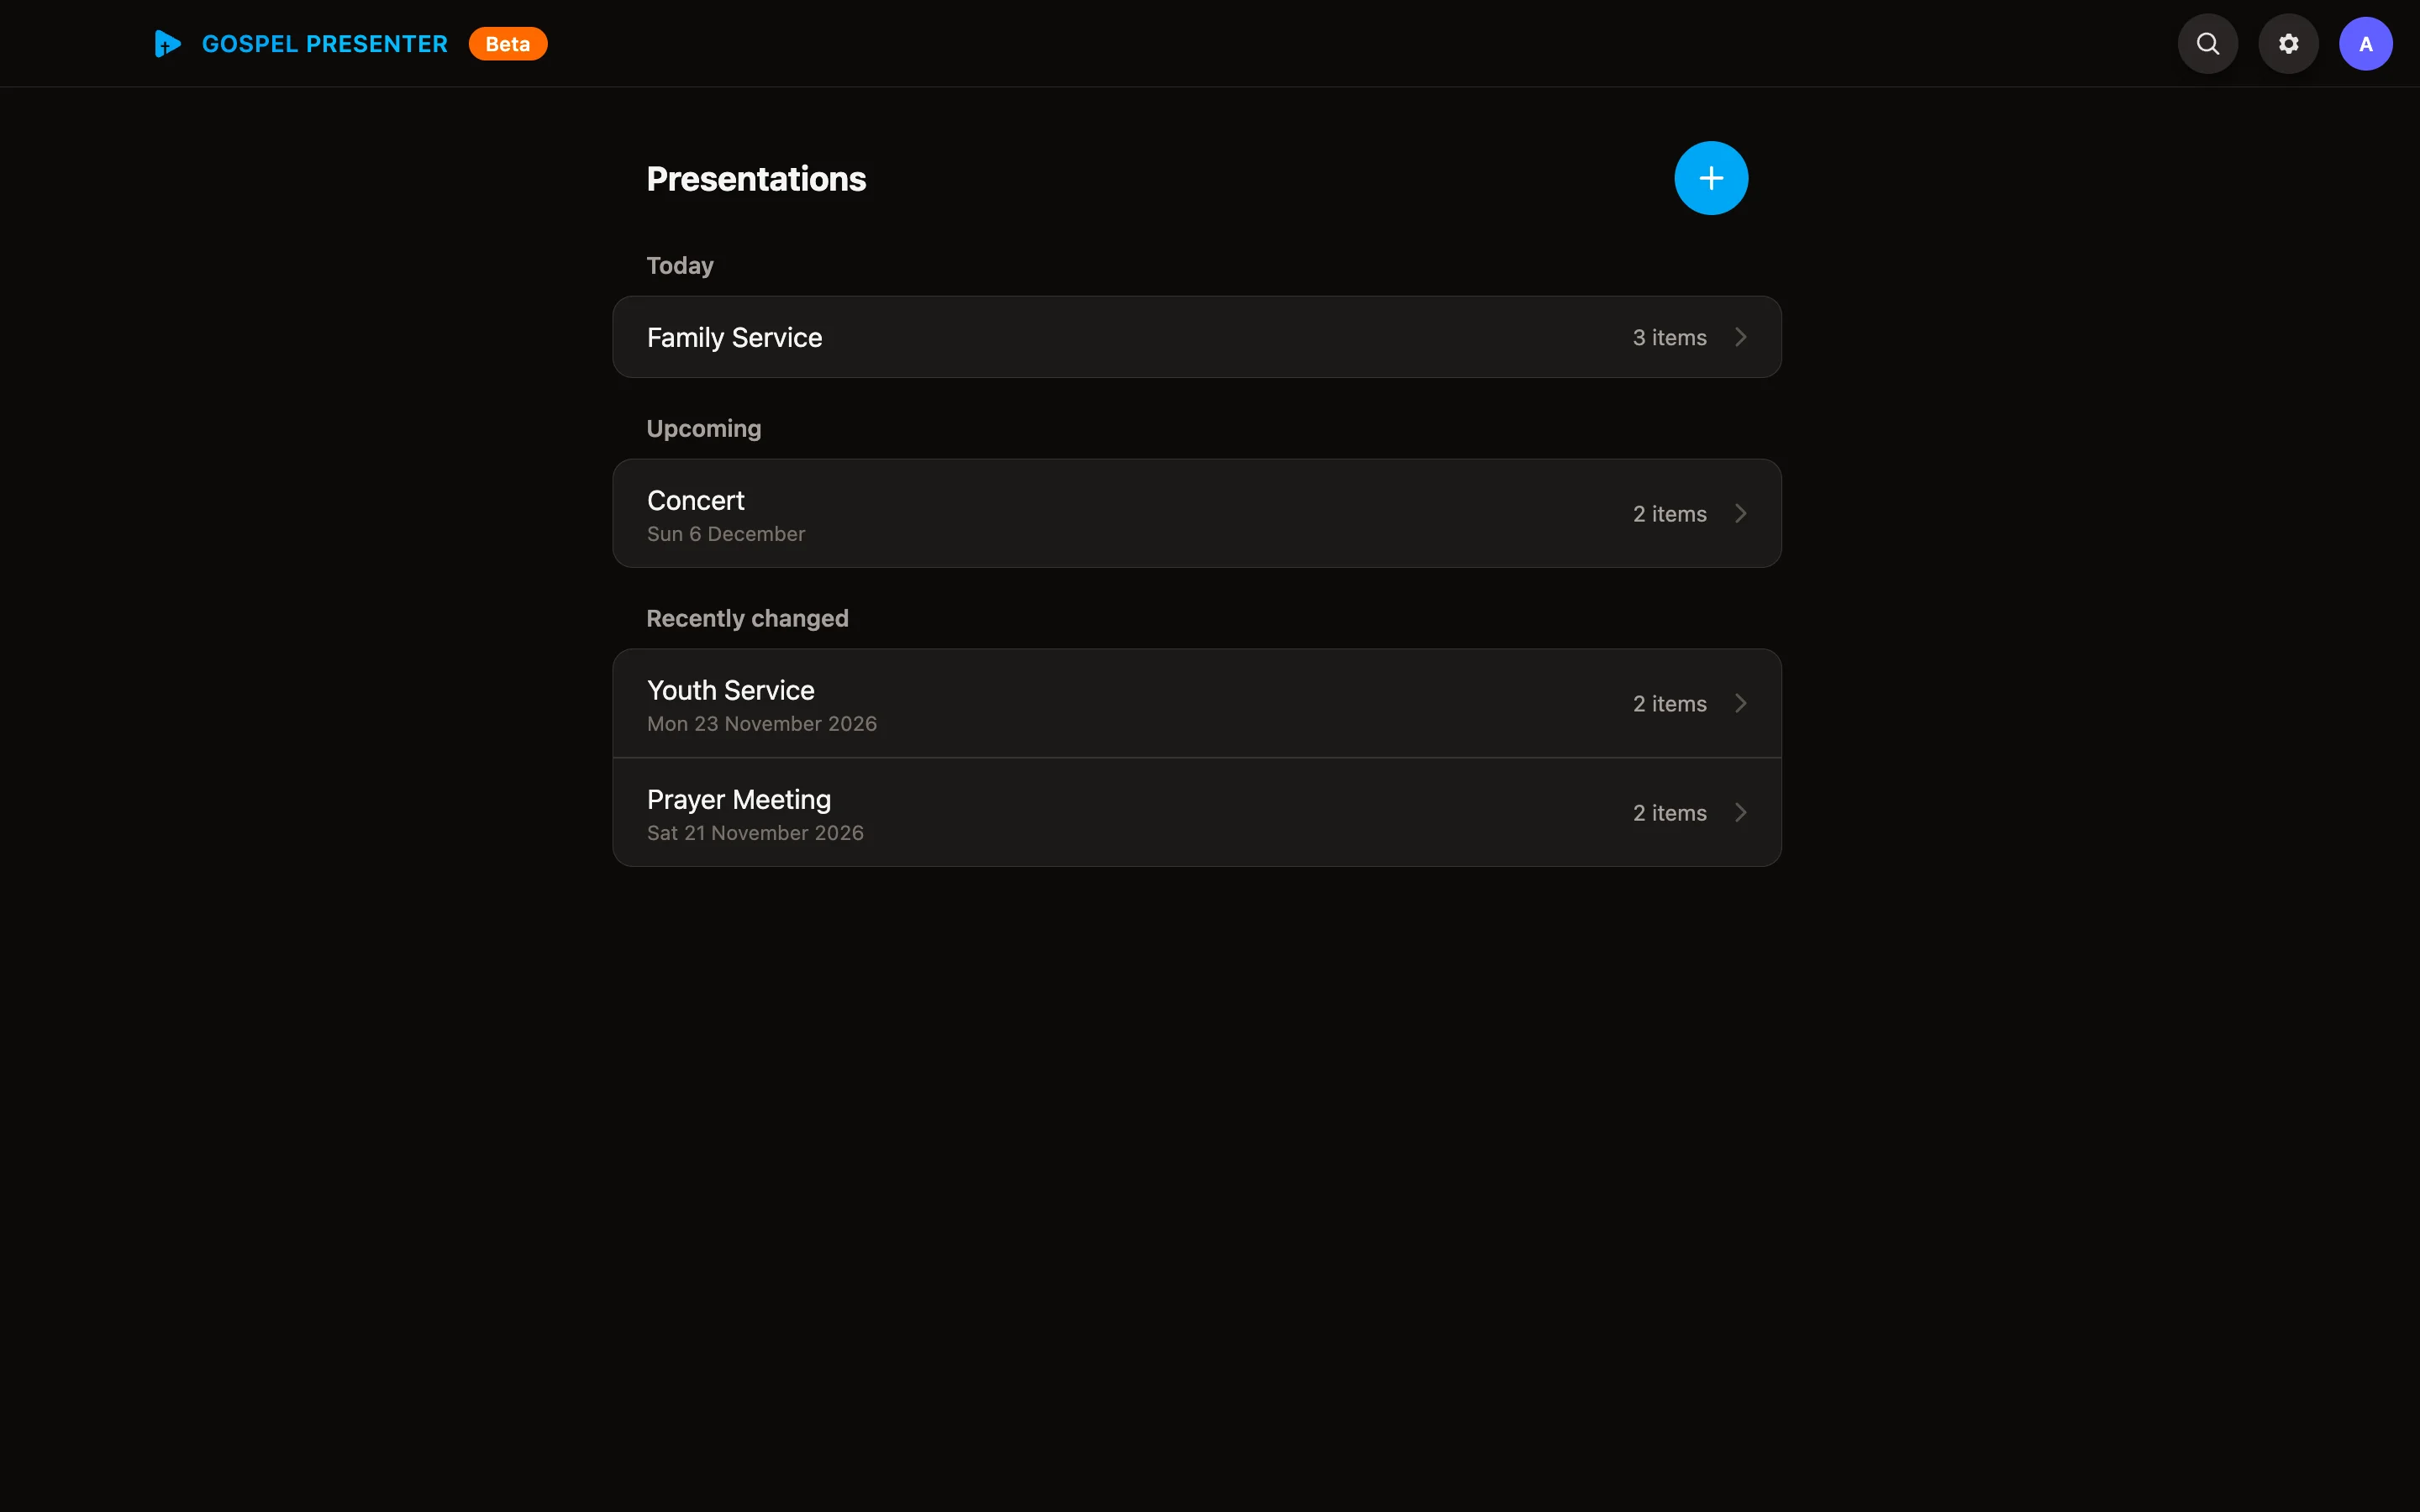 GOSPEL PRESENTER Beta
A
Presentations
Today
Family Service 3 items
Upcoming
Concert
Sun 6 December
2 items
Recently changed
Youth Service
Mon 23 November 2026
2 items
Prayer Meeting
Sat 21 November 2026
2 items